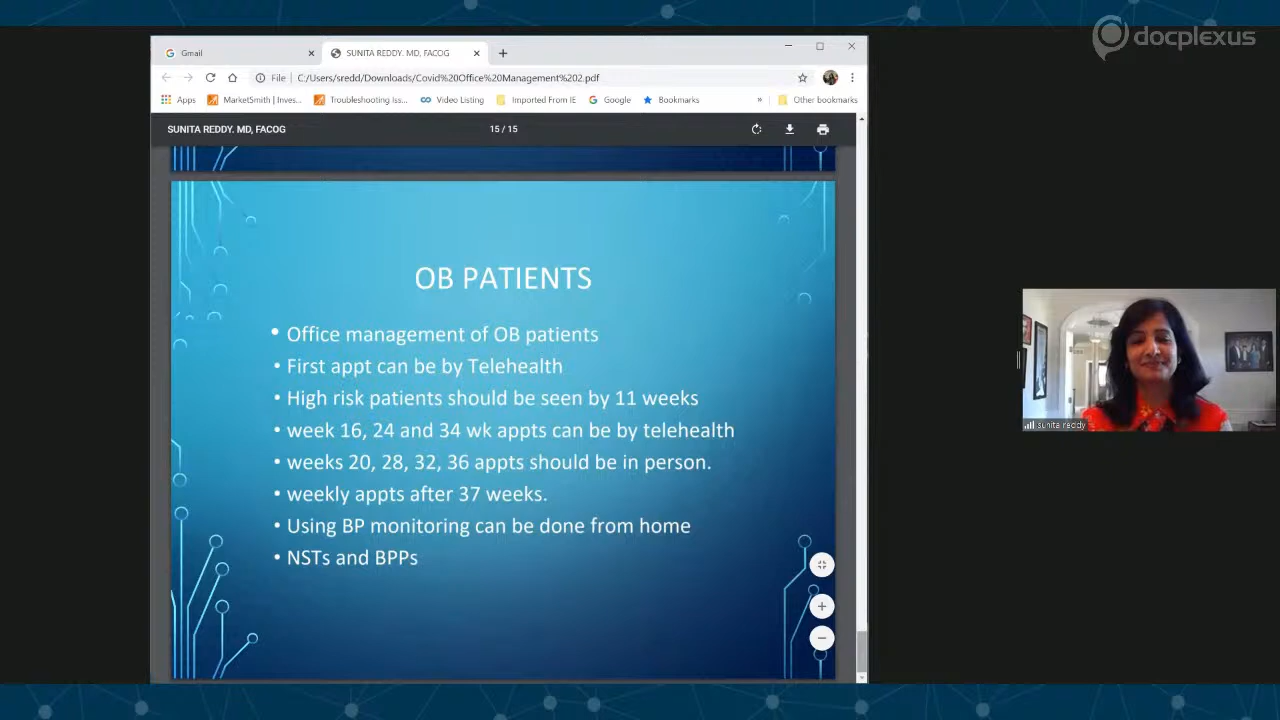 docplexus
Gmail
SUNITA REDDY. MD, FACOG
File
C:/Users/sredd/Downloads/Covid%20Office%20Management%202.pdf
Apps
MarketSmith | Inves...
Troubleshooting Iss...
Video Listing
Imported From IE
Google
Bookmarks
»
Other bookmarks
SUNITA REDDY. MD, FACOG
15 / 15
OB PATIENTS
• Office management of OB patients
• First appt can be by Telehealth
• High risk patients should be seen by 11 weeks
• week 16, 24 and 34 wk appts can be by telehealth
• weeks 20, 28, 32, 36 appts should be in person.
• weekly appts after 37 weeks.
• Using BP monitoring can be done from home
• NSTs and BPPs
sunita reddy